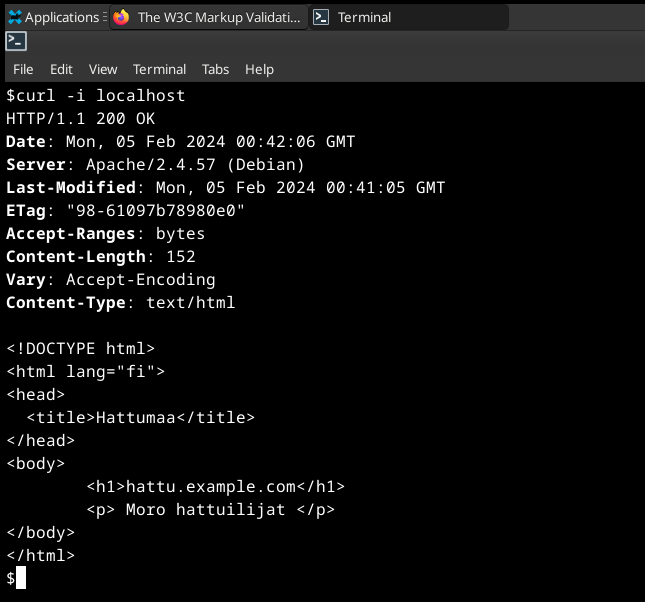 Applications The W3C Markup Validati... Terminal
File Edit View Terminal Tabs Help
$curl -i localhost
HTTP/1.1 200 OK
Date: Mon, 05 Feb 2024 00:42:06 GMT
Server: Apache/2.4.57 (Debian)
Last-Modified: Mon, 05 Feb 2024 00:41:05 GMT
ETag: "98-61097b78980e0"
Accept-Ranges: bytes
Content-Length: 152
Vary: Accept-Encoding
Content-Type: text/html

<!DOCTYPE html>
<html lang="fi">
<head>
  <title>Hattumaa</title>
</head>
<body>
        <h1>hattu.example.com</h1>
        <p> Moro hattuilijat </p>
</body>
</html>
$